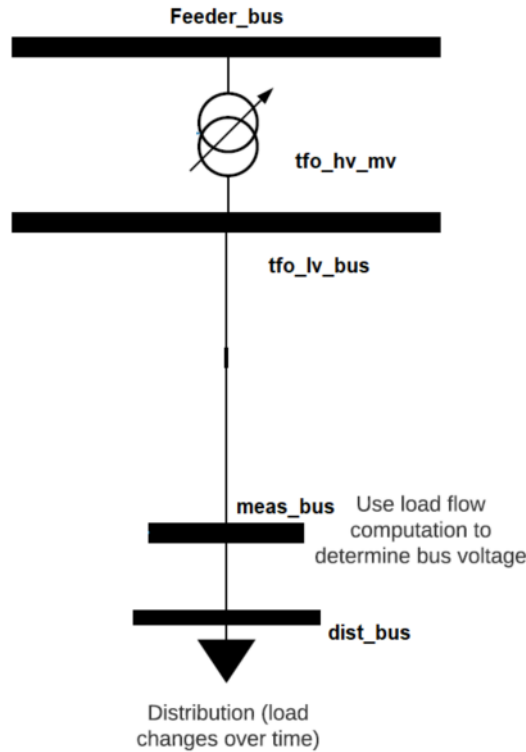 Feeder_bus
tfo_hv_mv
tfo_lv_bus
meas_bus
Use load flow
computation to
determine bus voltage
dist_bus
Distribution (load
changes over time)